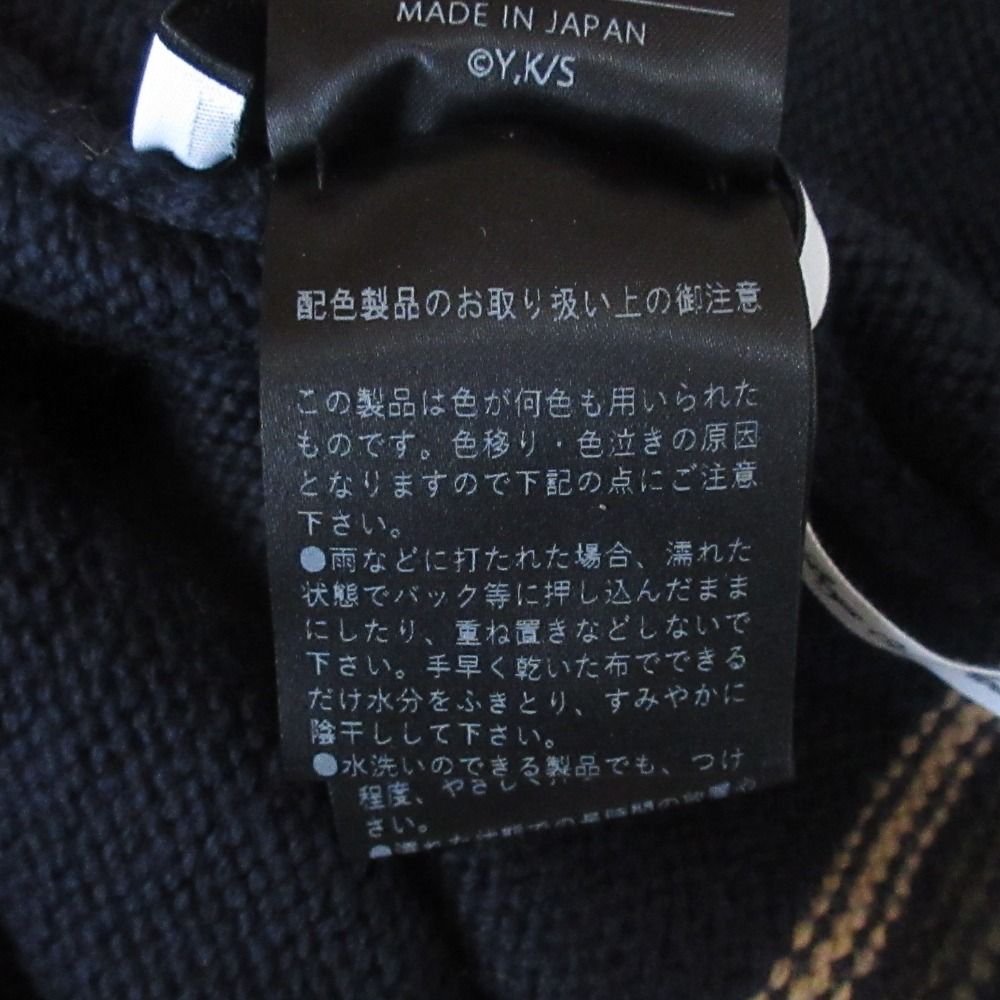 MADE IN JAPAN
©Y,K/S
配色製品のお取り扱い上の御注意
この製品は色が何色も用いられた
ものです。色移り・色泣きの原因
となりますので下記の点にご注意
下さい。
●雨などに打たれた場合、濡れた
状態でバック等に押し込んだまま
にしたり、重ね置きなどしないで
下さい。手早く乾いた布でできる
だけ水分をふきとり、すみやかに
陰干しして下さい。
●水洗いのできる製品でも、つけ
程度、やさしく
さい。